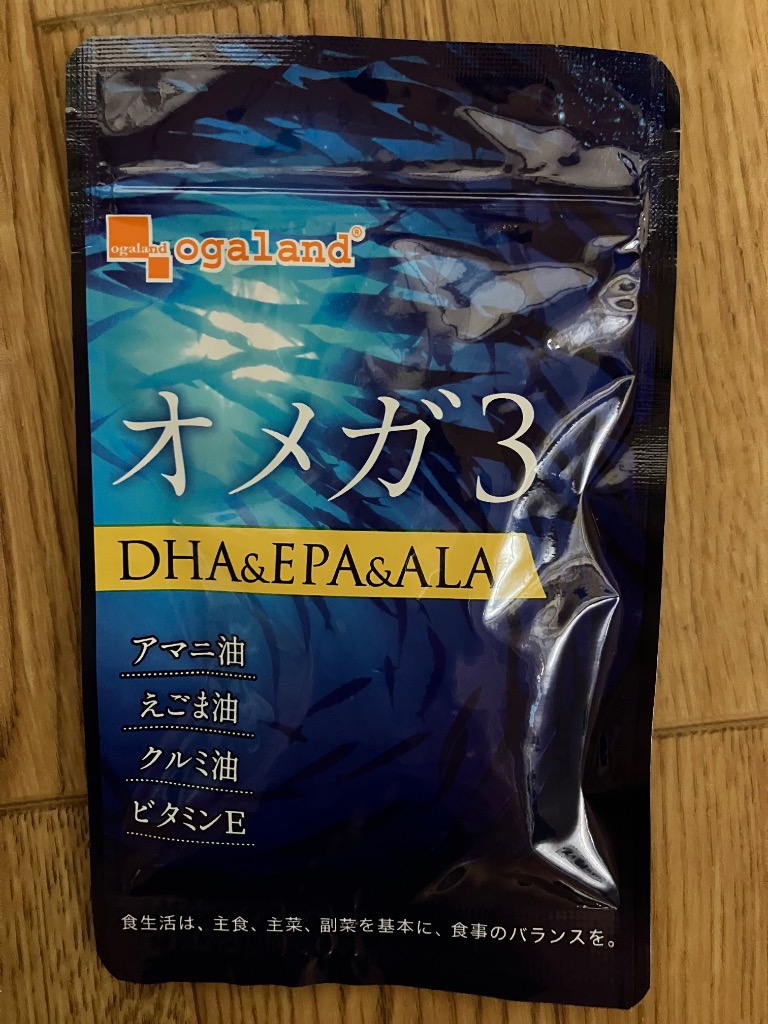 ogaland
ogaland®
オメガ3
DHA&EPA&ALA
アマニ油
えごま油
クルミ油
ビタミンE
食生活は、主食、主菜、副菜を基本に、食事のバランスを。